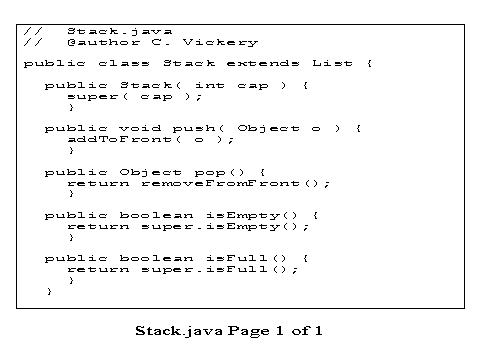 //   Stack.java
//   @author C. Vickery
public class Stack extends List {
public Stack( int cap ) {
super( cap );
}
public void push( Object o ) {
addToFront( o );
}
public Object pop() {
return removeFromFront();
}
public boolean isEmpty() {
return super.isEmpty();
}
public boolean isFull() {
return super.isFull();
}
}
Stack.java Page 1 of 1